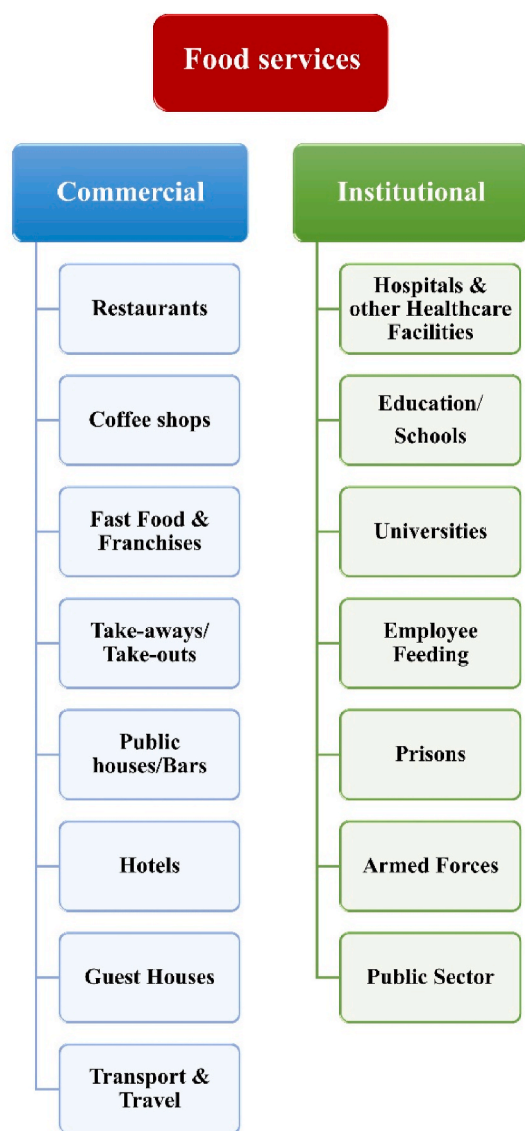 Food services
Commercial
Restaurants
Coffee shops
Fast Food &
Franchises
Take-aways/
Take-outs
Public
houses/Bars
Hotels
Guest Houses
Transport &
Travel
Institutional
Hospitals &
other Healthcare
Facilities
Education/
Schools
Universities
Employee
Feeding
Prisons
Armed Forces
Public Sector